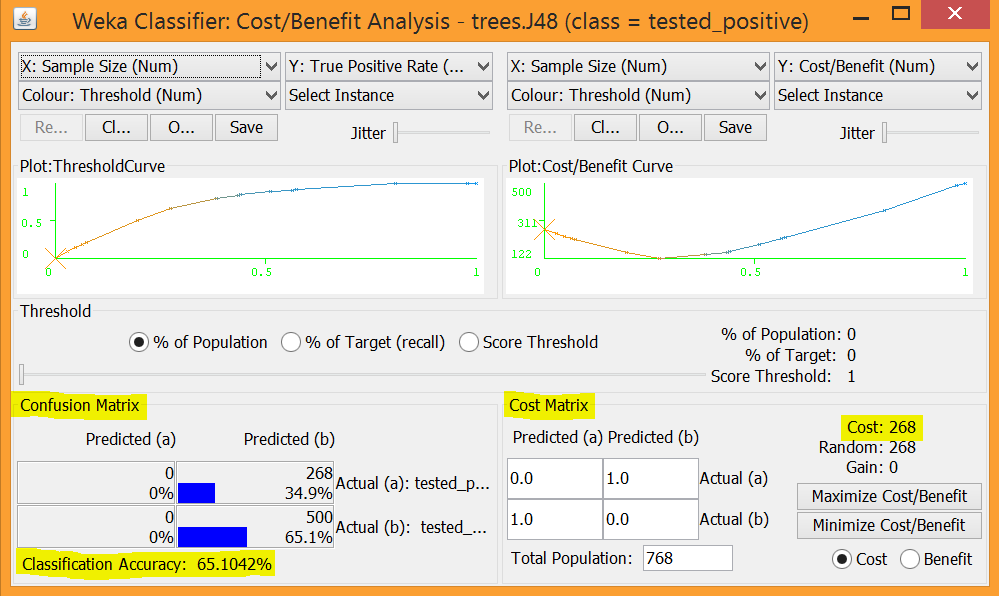 Weka Classifier: Cost/Benefit Analysis - trees.J48 (class = tested_positive)
X: Sample Size (Num)
Y: True Positive Rate (...
X: Sample Size (Num)
Y: Cost/Benefit (Num)
Colour: Threshold (Num)
Select Instance
Colour: Threshold (Num)
Select Instance
Re...
Cl...
O...
Save
Jitter
Re...
Cl...
O...
Save
Jitter
Plot:ThresholdCurve
1
0.5
0
0
0.5
1
Plot:Cost/Benefit Curve
500
311
122
0
0.5
1
Threshold
% of Population
% of Target (recall)
Score Threshold
% of Population: 0
% of Target: 0
Score Threshold: 1
Confusion Matrix
Predicted (a)
Predicted (b)
0
0%
268
34.9%
Actual (a): tested_p...
0
0%
500
65.1%
Actual (b): tested_...
Classification Accuracy: 65.1042%
Cost Matrix
Predicted (a) Predicted (b)
0.0
1.0
Actual (a)
1.0
0.0
Actual (b)
Total Population: 768
Cost: 268
Random: 268
Gain: 0
Maximize Cost/Benefit
Minimize Cost/Benefit
Cost
Benefit